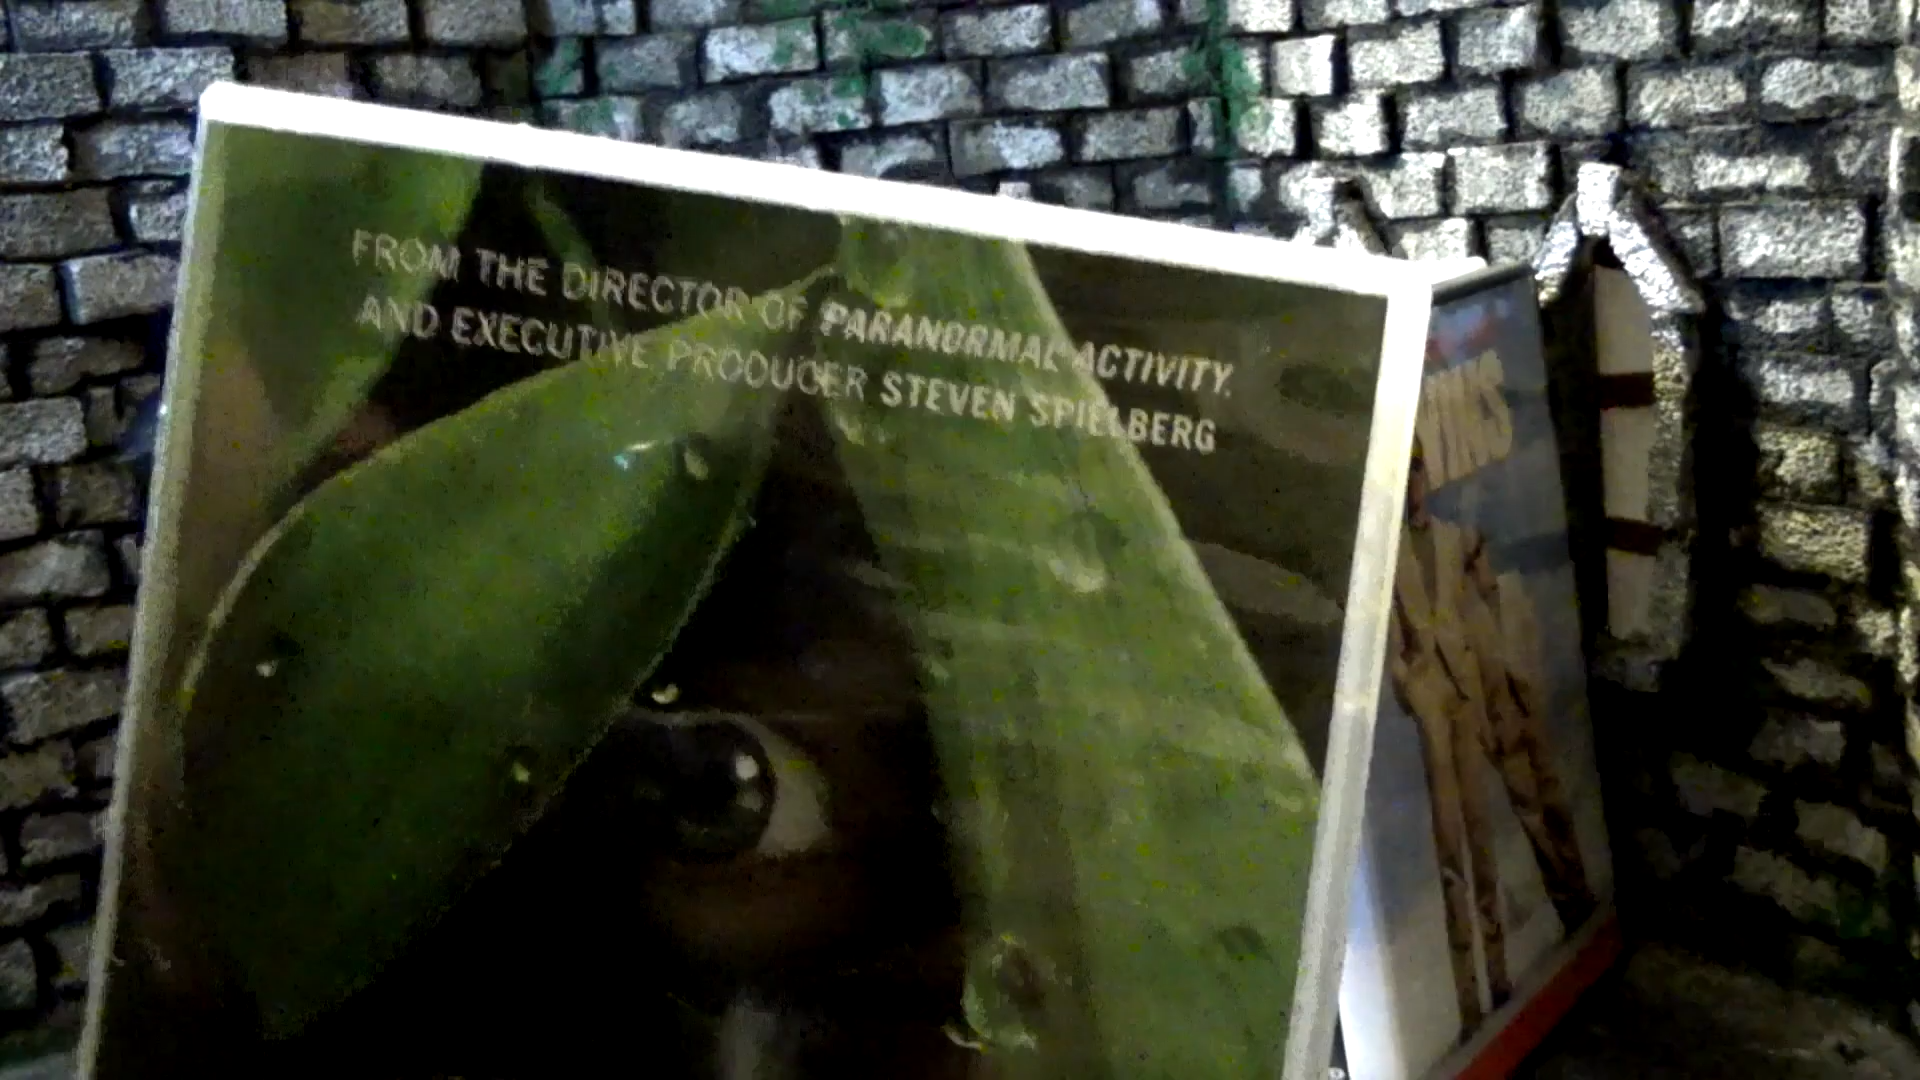 FROM THE DIRECTOR OF PARANORMAL ACTIVITY.
AND EXECUTIVE PRODUCER STEVEN SPIELBERG